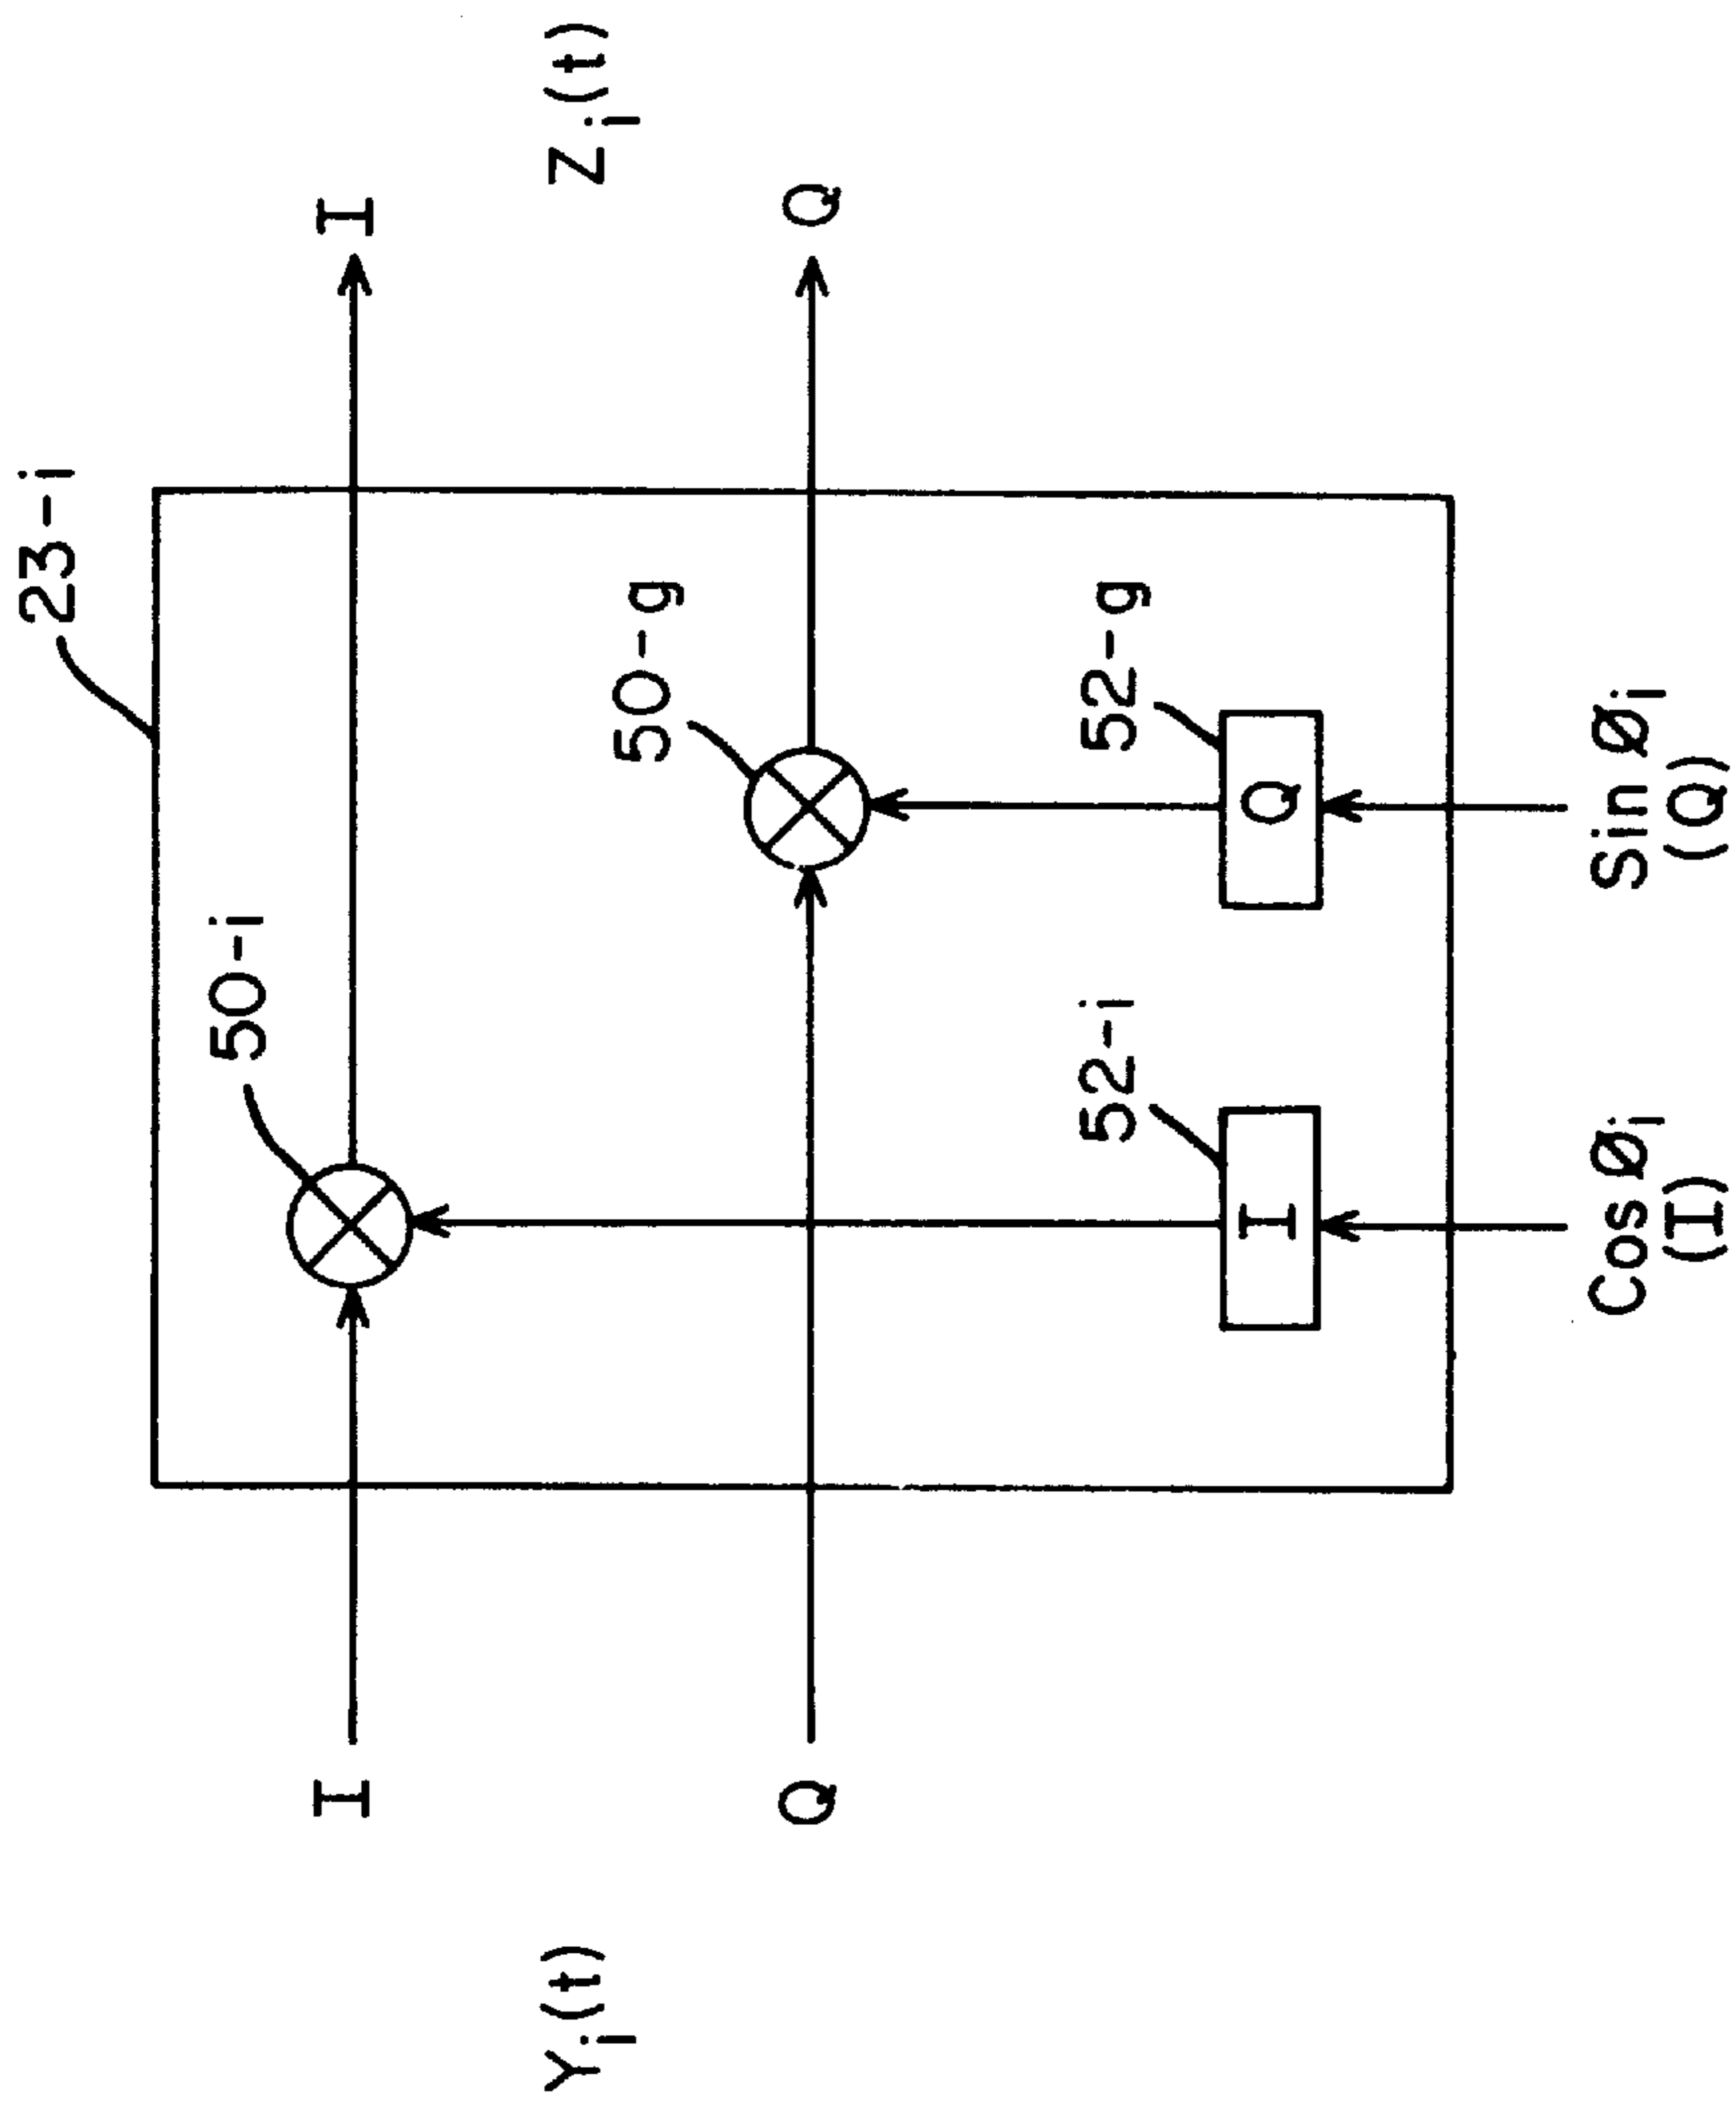 23-i
50-i
I
I
50-g
Y_i(t)
Z_i(t)
Q
Q
52-i
52-g
I
Q
Cos Ø_i
(I)
Sin Ø_i
(Q)